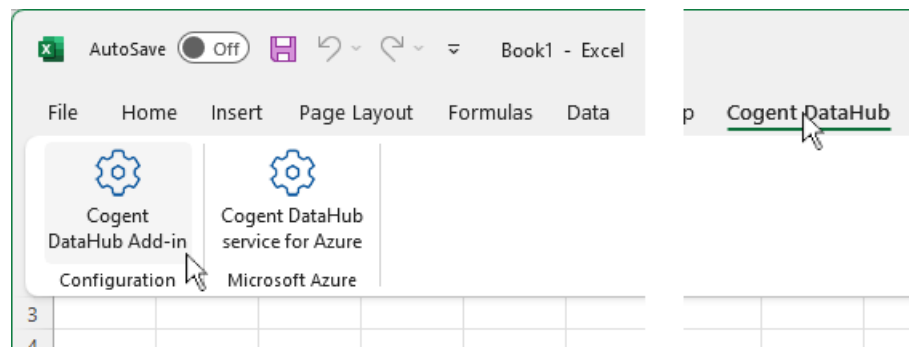 AutoSave Off Book1 - Excel
File Home Insert Page Layout Formulas Data p Cogent DataHub
Cogent DataHub Add-in
Configuration
Cogent DataHub service for Azure
Microsoft Azure
3
4